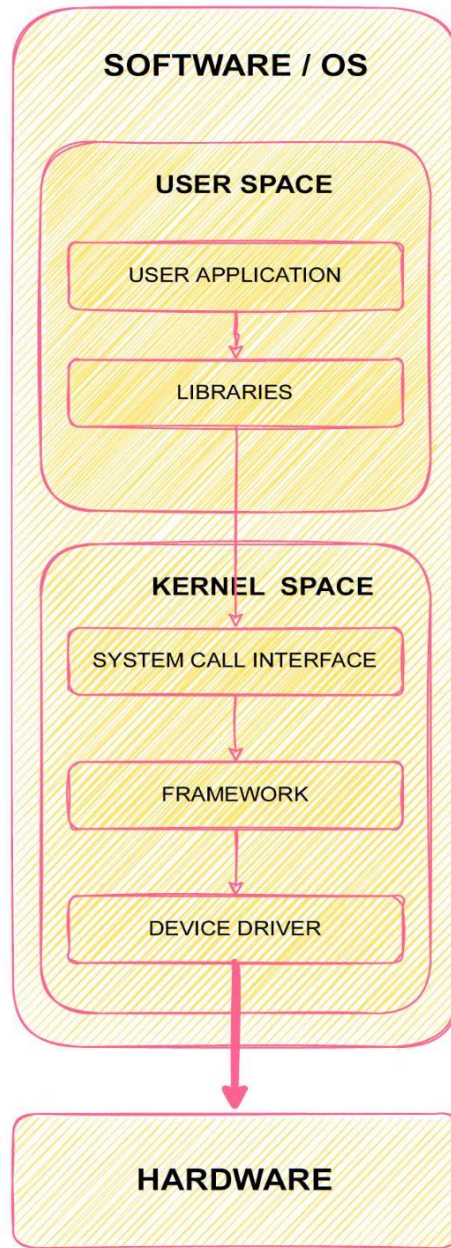 SOFTWARE / OS
USER SPACE
USER APPLICATION
LIBRARIES
KERNEL SPACE
SYSTEM CALL INTERFACE
FRAMEWORK
DEVICE DRIVER
HARDWARE